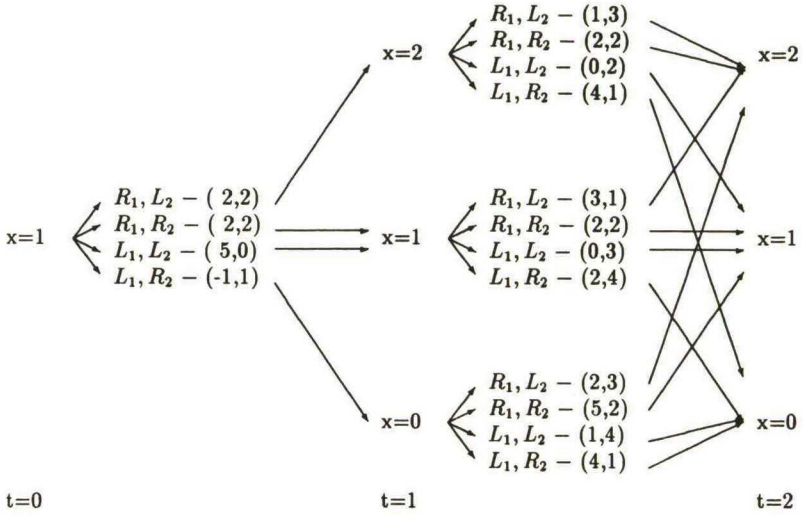 x=2
R₁, L₂ − (1,3)
R₁, R₂ − (2,2)
L₁, L₂ − (0,2)
L₁, R₂ − (4,1)
x=2
x=1
R₁, L₂ − ( 2,2)
R₁, R₂ − ( 2,2)
L₁, L₂ − ( 5,0)
L₁, R₂ − (-1,1)
x=1
R₁, L₂ − (3,1)
R₁, R₂ − (2,2)
L₁, L₂ − (0,3)
L₁, R₂ − (2,4)
x=1
x=0
R₁, L₂ − (2,3)
R₁, R₂ − (5,2)
L₁, L₂ − (1,4)
L₁, R₂ − (4,1)
x=0
t=0 t=1 t=2